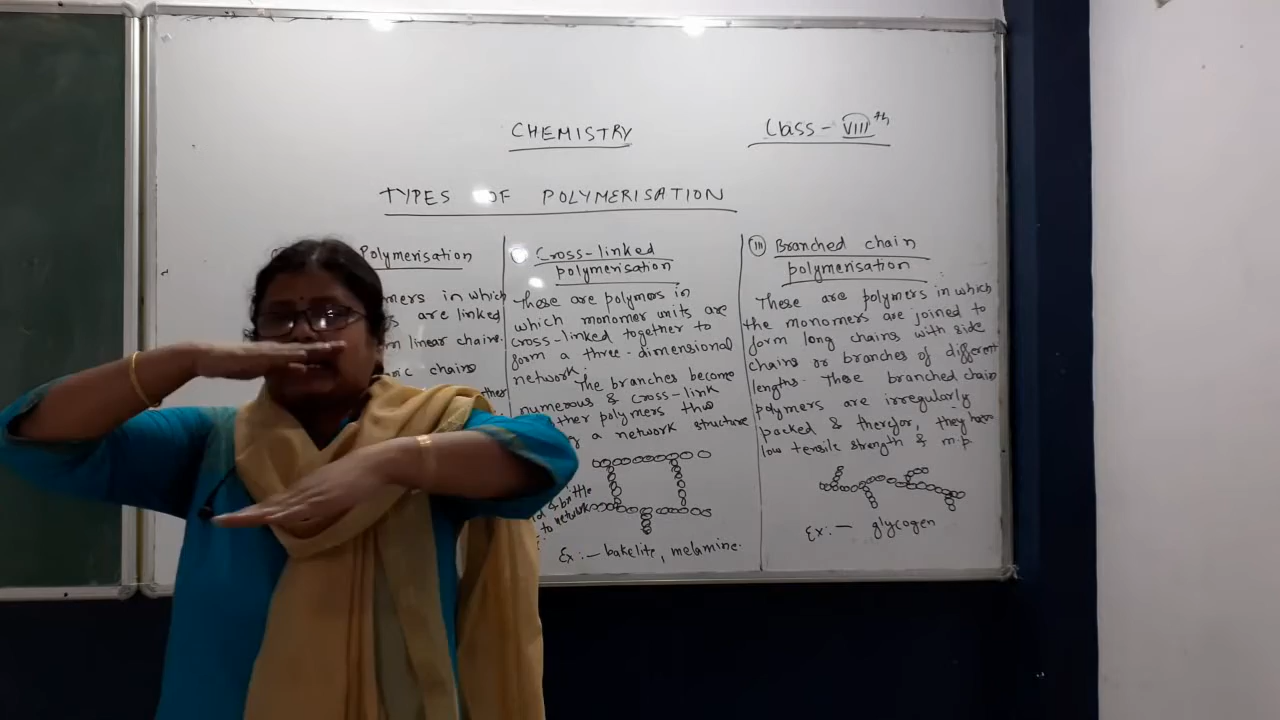 CHEMISTRY
Class - VIII th
TYPES OF POLYMERISATION
Polymerisation
in which
are linked
linear chains.
chains
Cross-linked
polymerisation
These are polymers in
which monomer units are
cross-linked together to
form a three-dimensional
network.
The branches become
numerous & cross-link
polymers
a network structure
to network
Ex:- bakelite, melamine.
(III) Branched chain
polymerisation
These are polymers in which
the monomers are joined to
form long chains with side
chains or branches of different
lengths. These branched chain
polymers are irregularly
packed & therefor, they have
low tensile strength & m.p.
Ex:- glycogen